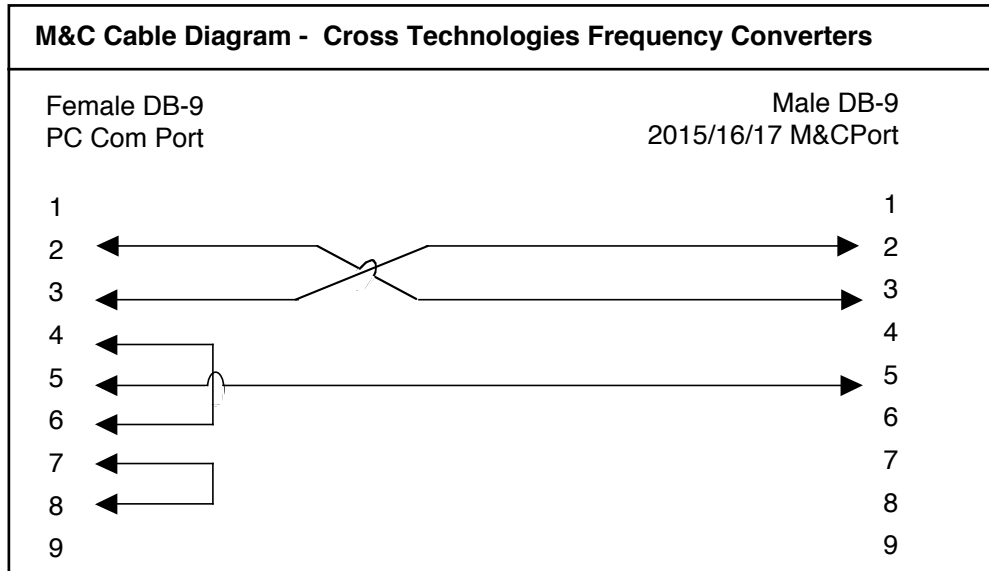 M&C Cable Diagram - Cross Technologies Frequency Converters
Female DB-9
PC Com Port
Male DB-9
2015/16/17 M&CPort
1 1
2 2
3 3
4 4
5 5
6 6
7 7
8 8
9 9